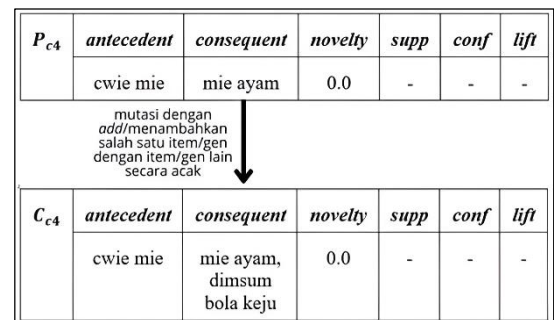 P_c4 antecedent consequent novelty supp conf lift
cwie mie mie ayam 0.0 - - -
mutasi dengan
add/menambahkan
salah satu item/gen
dengan item/gen lain
secara acak
C_c4 antecedent consequent novelty supp conf lift
cwie mie mie ayam, 0.0 - - -
dimsum
bola keju